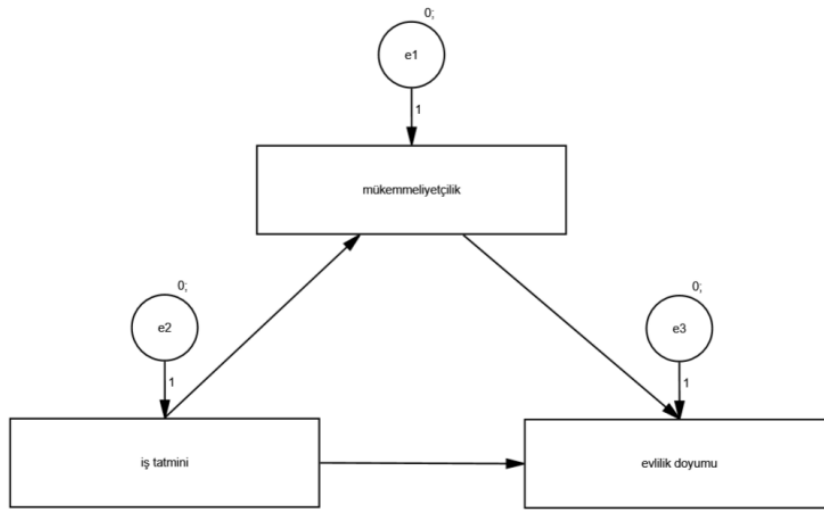 0;
e1
1
mükemmeliyetçilik
0;
e2
1
0;
e3
1
iş tatmini
evlilik doyumu